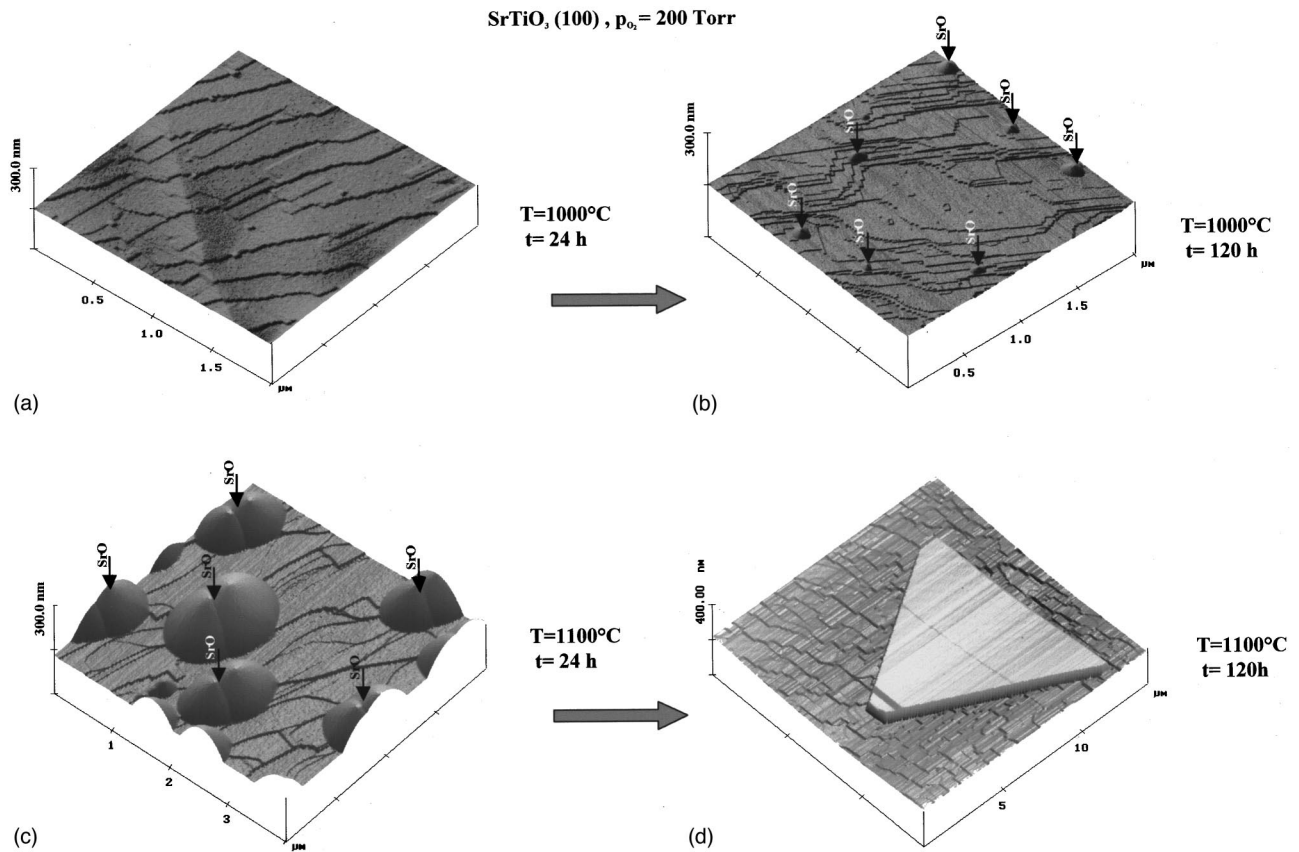 SrTiO₃ (100) , pₒ₂ = 200 Torr
300.0 nm
0.5
1.0
1.5
μM
T=1000°C
t= 24 h
(a)
SrO
SrO
SrO
SrO
SrO
SrO
SrO
300.0 nm
0.5
1.0
1.5
μM
T=1000°C
t= 120 h
(b)
SrO
SrO
SrO
SrO
SrO
SrO
300.0 nm
1
2
3
μM
T=1100°C
t= 24 h
(c)
400.00 nM
5
10
μM
T=1100°C
t= 120h
(d)